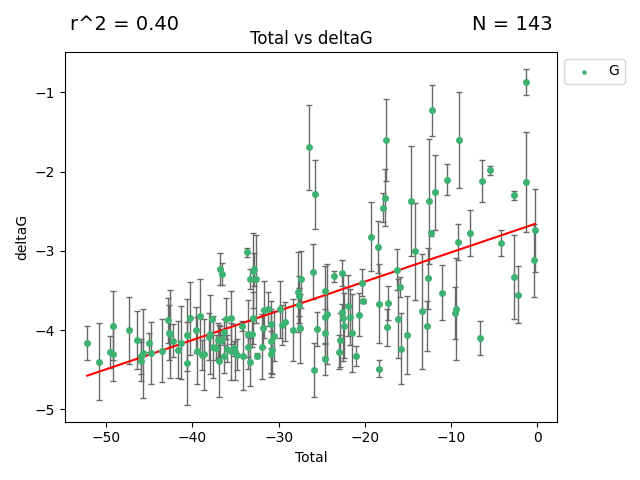 r^2 = 0.40
N = 143
Total vs deltaG
G
−1
−2
−3
−4
−5
deltaG
−50
−40
−30
−20
−10
0
Total